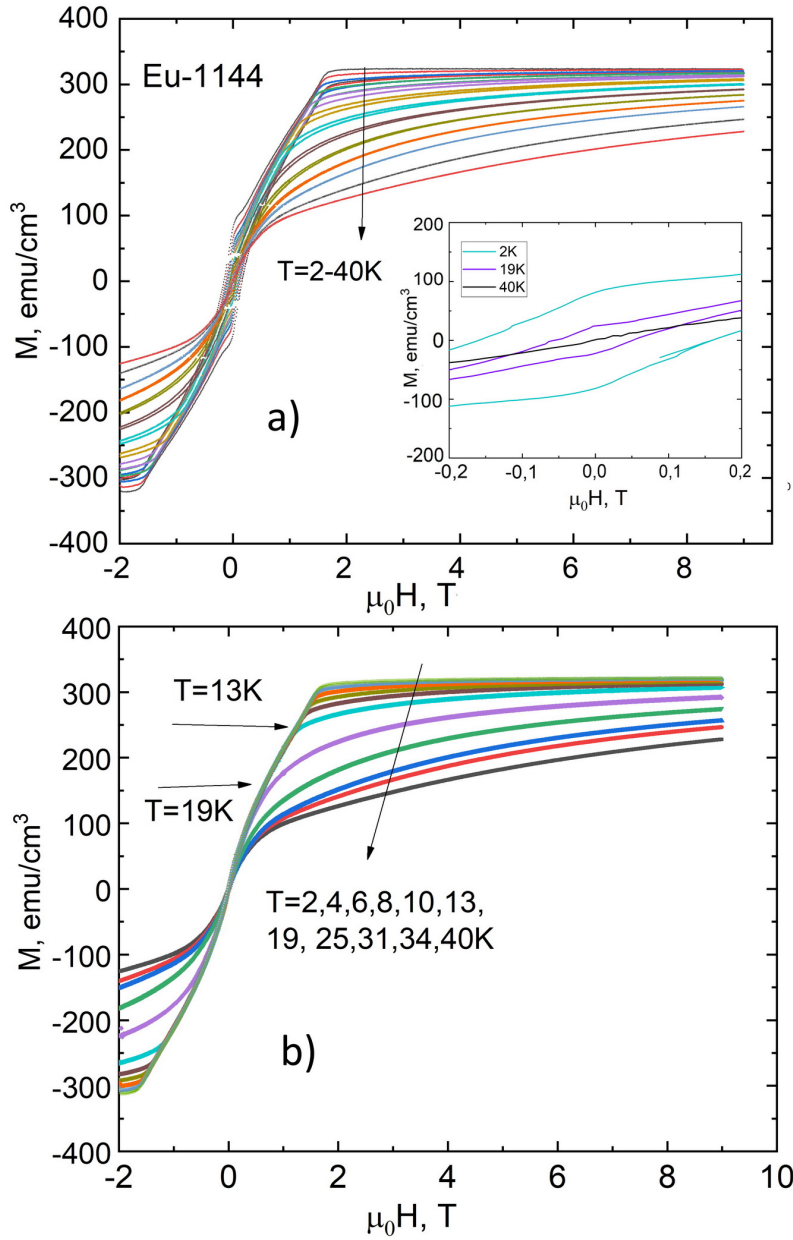 400
300
200
100
0
-100
-200
-300
-400
M, emu/cm³
Eu-1144
T=2-40K
a)
200
100
0
-100
-200
M, emu/cm³
2K
19K
40K
-0,2 -0,1 0,0 0,1 0,2
μ₀H, T
-2 0 2 4 6 8
μ₀H, T
400
300
200
100
0
-100
-200
-300
-400
M, emu/cm³
T=13K
T=19K
T=2,4,6,8,10,13,
19, 25,31,34,40K
b)
-2 0 2 4 6 8 10
μ₀H, T